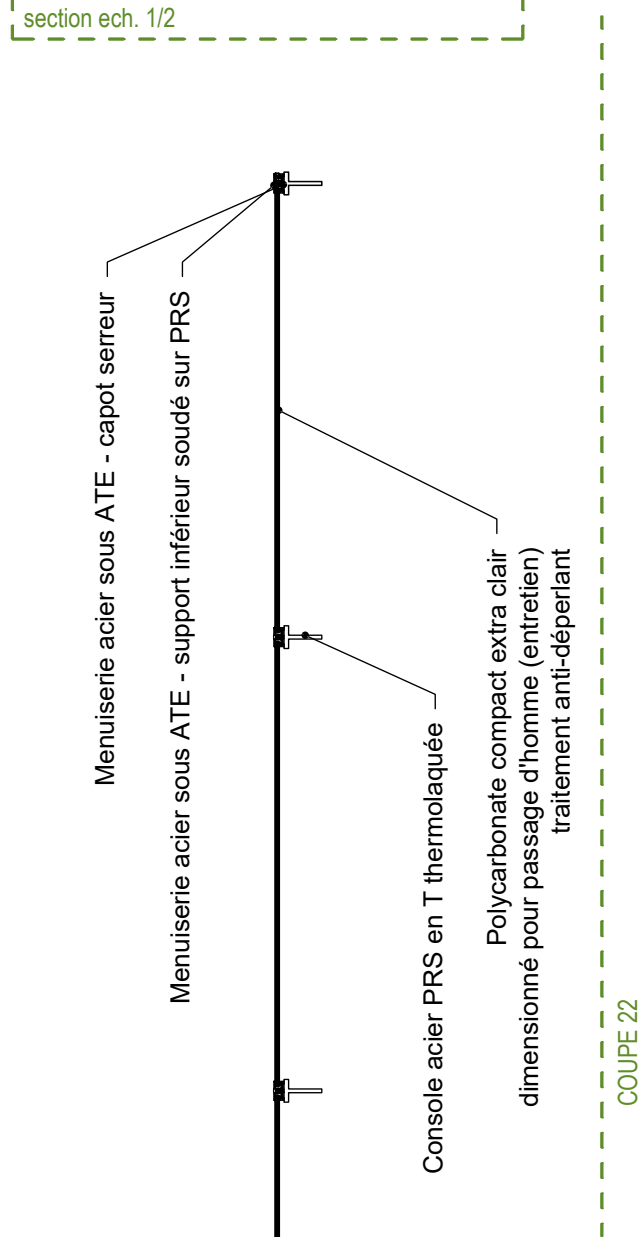 section ech. 1/2
Menuiserie acier sous ATE - capot serreur
Menuiserie acier sous ATE - support inférieur soudé sur PRS
Console acier PRS en T thermolaquée
Polycarbonate compact extra clair
dimensionné pour passage d'homme (entretien)
traitement anti-déperlant
COUPE 22